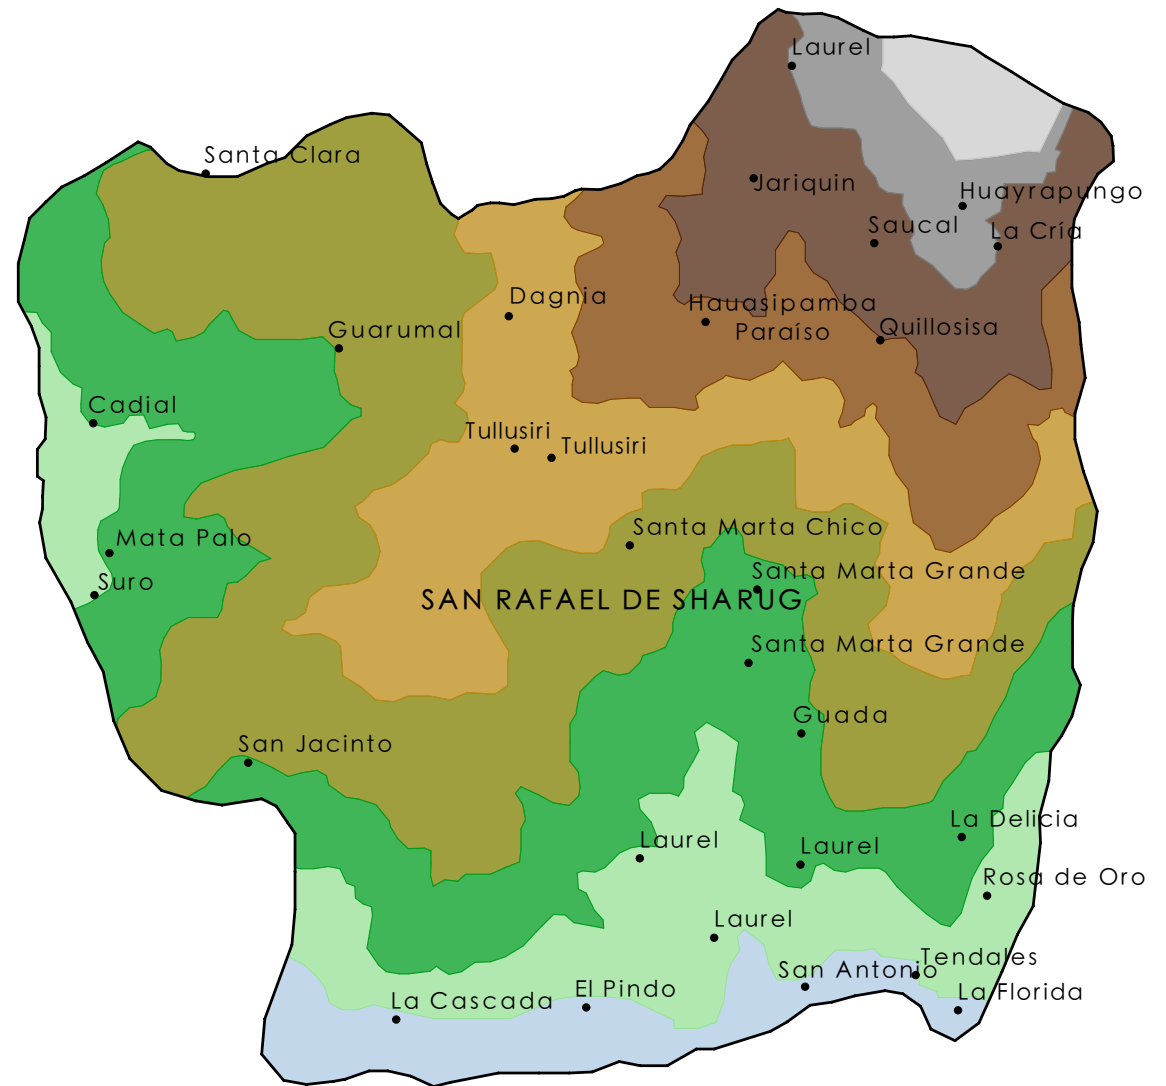 Laurel
Santa Clara
Jariquin
Huayrapungo
Saucal
La Cría
Dagnia
Hauasipamba
Guarumal
Paraíso
Quillosisa
Cadial
Tullusiri
Tullusiri
Santa Marta Chico
Mata Palo
Suro
Santa Marta Grande
SAN RAFAEL DE SHARUG
Santa Marta Grande
Guada
San Jacinto
La Delicia
Laurel
Laurel
Rosa de Oro
Laurel
Tendales
San Antonio
El Pindo
La Florida
La Cascada